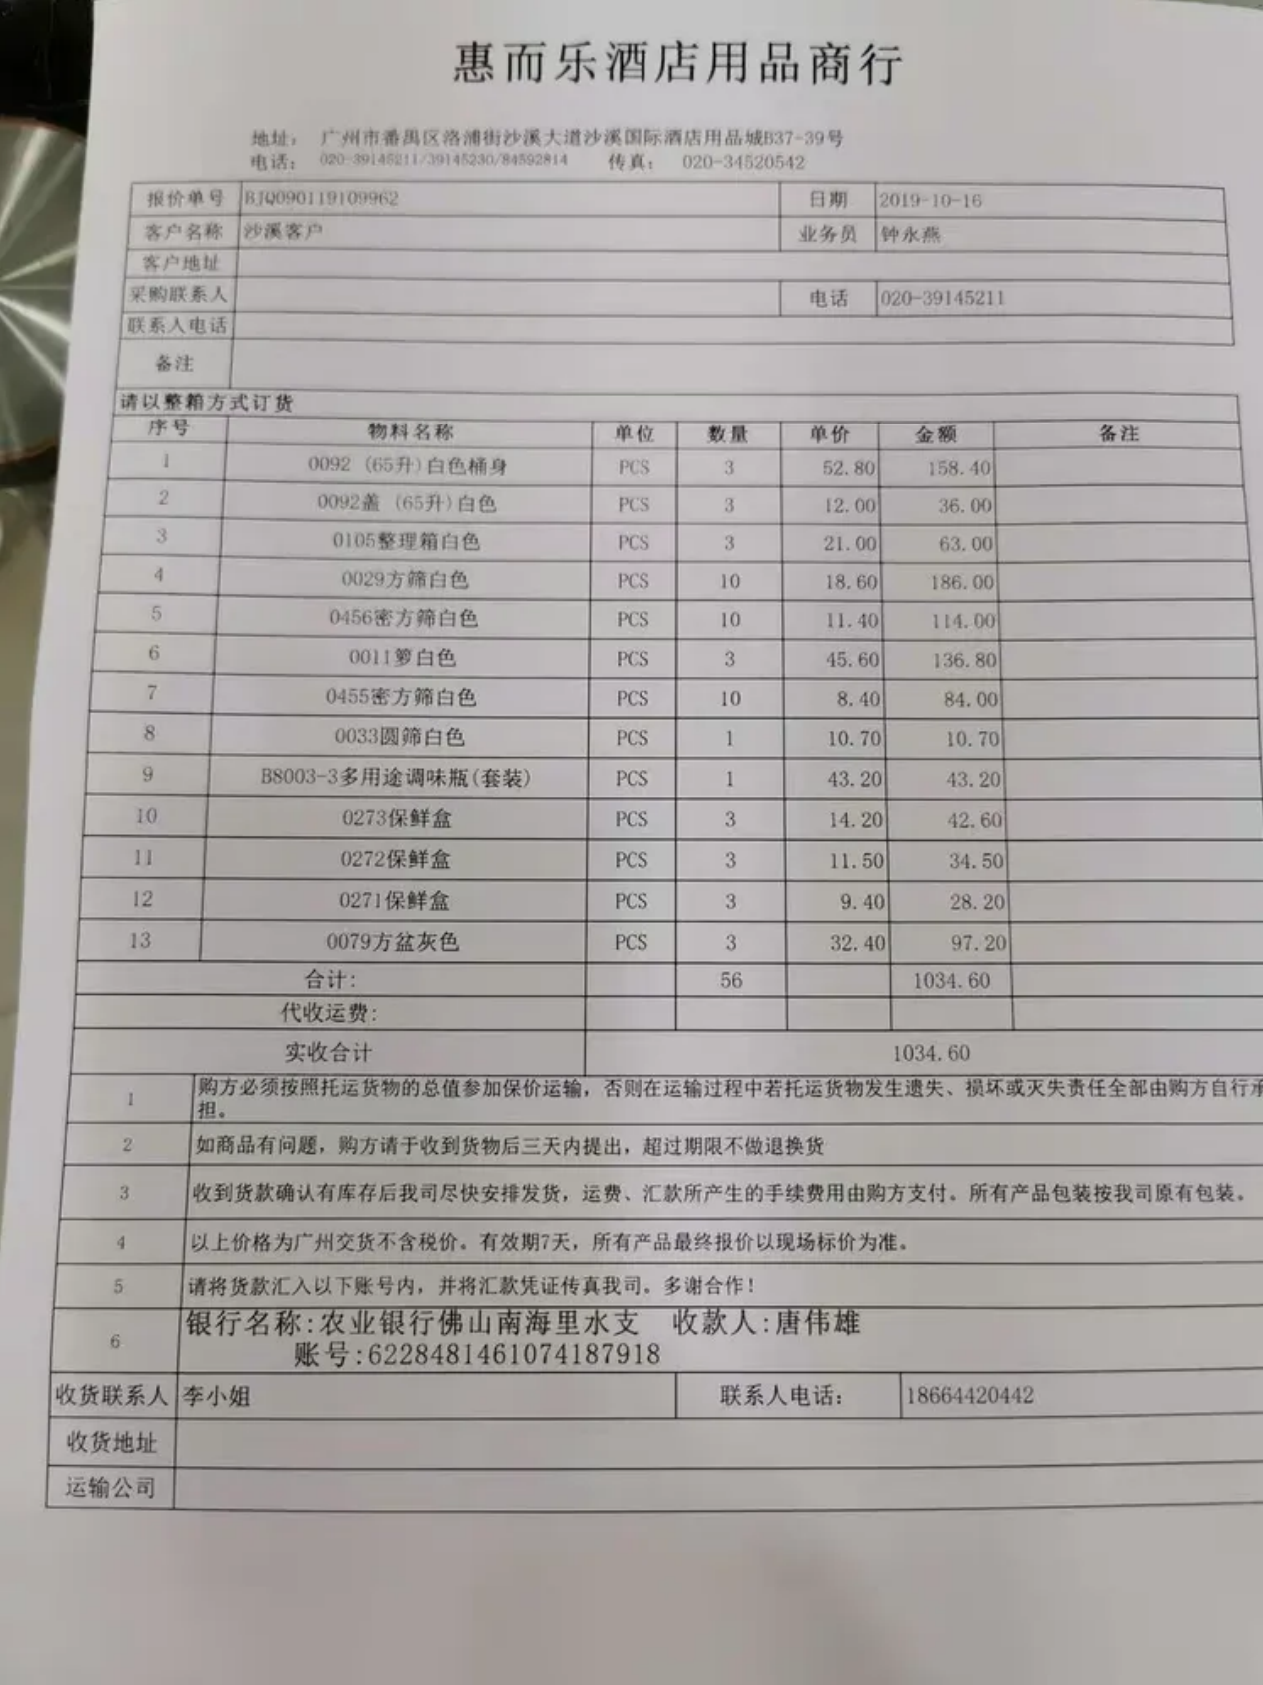 惠而乐酒店用品商行
地址： 广州市番禺区洛浦街沙溪大道沙溪国际酒店用品城B37-39号
电话： 020-39145211/39145230/84592814 传真： 020-34520542
报价单号 BJQ090119109962 日期 2019-10-16
客户名称 沙溪客户 业务员 钟永燕
客户地址
采购联系人 电话 020-39145211
联系人电话
备注
请以整箱方式订货
序号 物料名称 单位 数量 单价 金额 备注
1 0092 (65升)白色桶身 PCS 3 52.80 158.40
2 0092盖 (65升)白色 PCS 3 12.00 36.00
3 0105整理箱白色 PCS 3 21.00 63.00
4 0029方筛白色 PCS 10 18.60 186.00
5 0456密方筛白色 PCS 10 11.40 114.00
6 0011箩白色 PCS 3 45.60 136.80
7 0455密方筛白色 PCS 10 8.40 84.00
8 0033圆筛白色 PCS 1 10.70 10.70
9 B8003-3多用途调味瓶(套装) PCS 1 43.20 43.20
10 0273保鲜盒 PCS 3 14.20 42.60
11 0272保鲜盒 PCS 3 11.50 34.50
12 0271保鲜盒 PCS 3 9.40 28.20
13 0079方盆灰色 PCS 3 32.40 97.20
合计: 56 1034.60
代收运费:
实收合计 1034.60
1 购方必须按照托运货物的总值参加保价运输，否则在运输过程中若托运货物发生遗失、损坏或灭失责任全部由购方自行承
担。
2 如商品有问题，购方请于收到货物后三天内提出，超过期限不做退换货
3 收到货款确认有库存后我司尽快安排发货，运费、汇款所产生的手续费用由购方支付。所有产品包装按我司原有包装。
4 以上价格为广州交货不含税价。有效期7天，所有产品最终报价以现场标价为准。
5 请将货款汇入以下账号内，并将汇款凭证传真我司。多谢合作！
6 银行名称:农业银行佛山南海里水支 收款人:唐伟雄
账号:6228481461074187918
收货联系人 李小姐 联系人电话: 18664420442
收货地址
运输公司